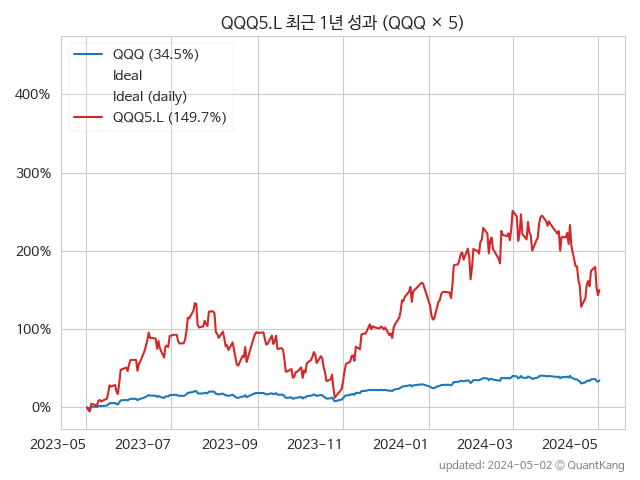 QQQ5.L 최근 1년 성과 (QQQ × 5)
QQQ (34.5%)
Ideal
Ideal (daily)
QQQ5.L (149.7%)
400%
300%
200%
100%
0%
2023-05 2023-07 2023-09 2023-11 2024-01 2024-03 2024-05
updated: 2024-05-02 © QuantKang